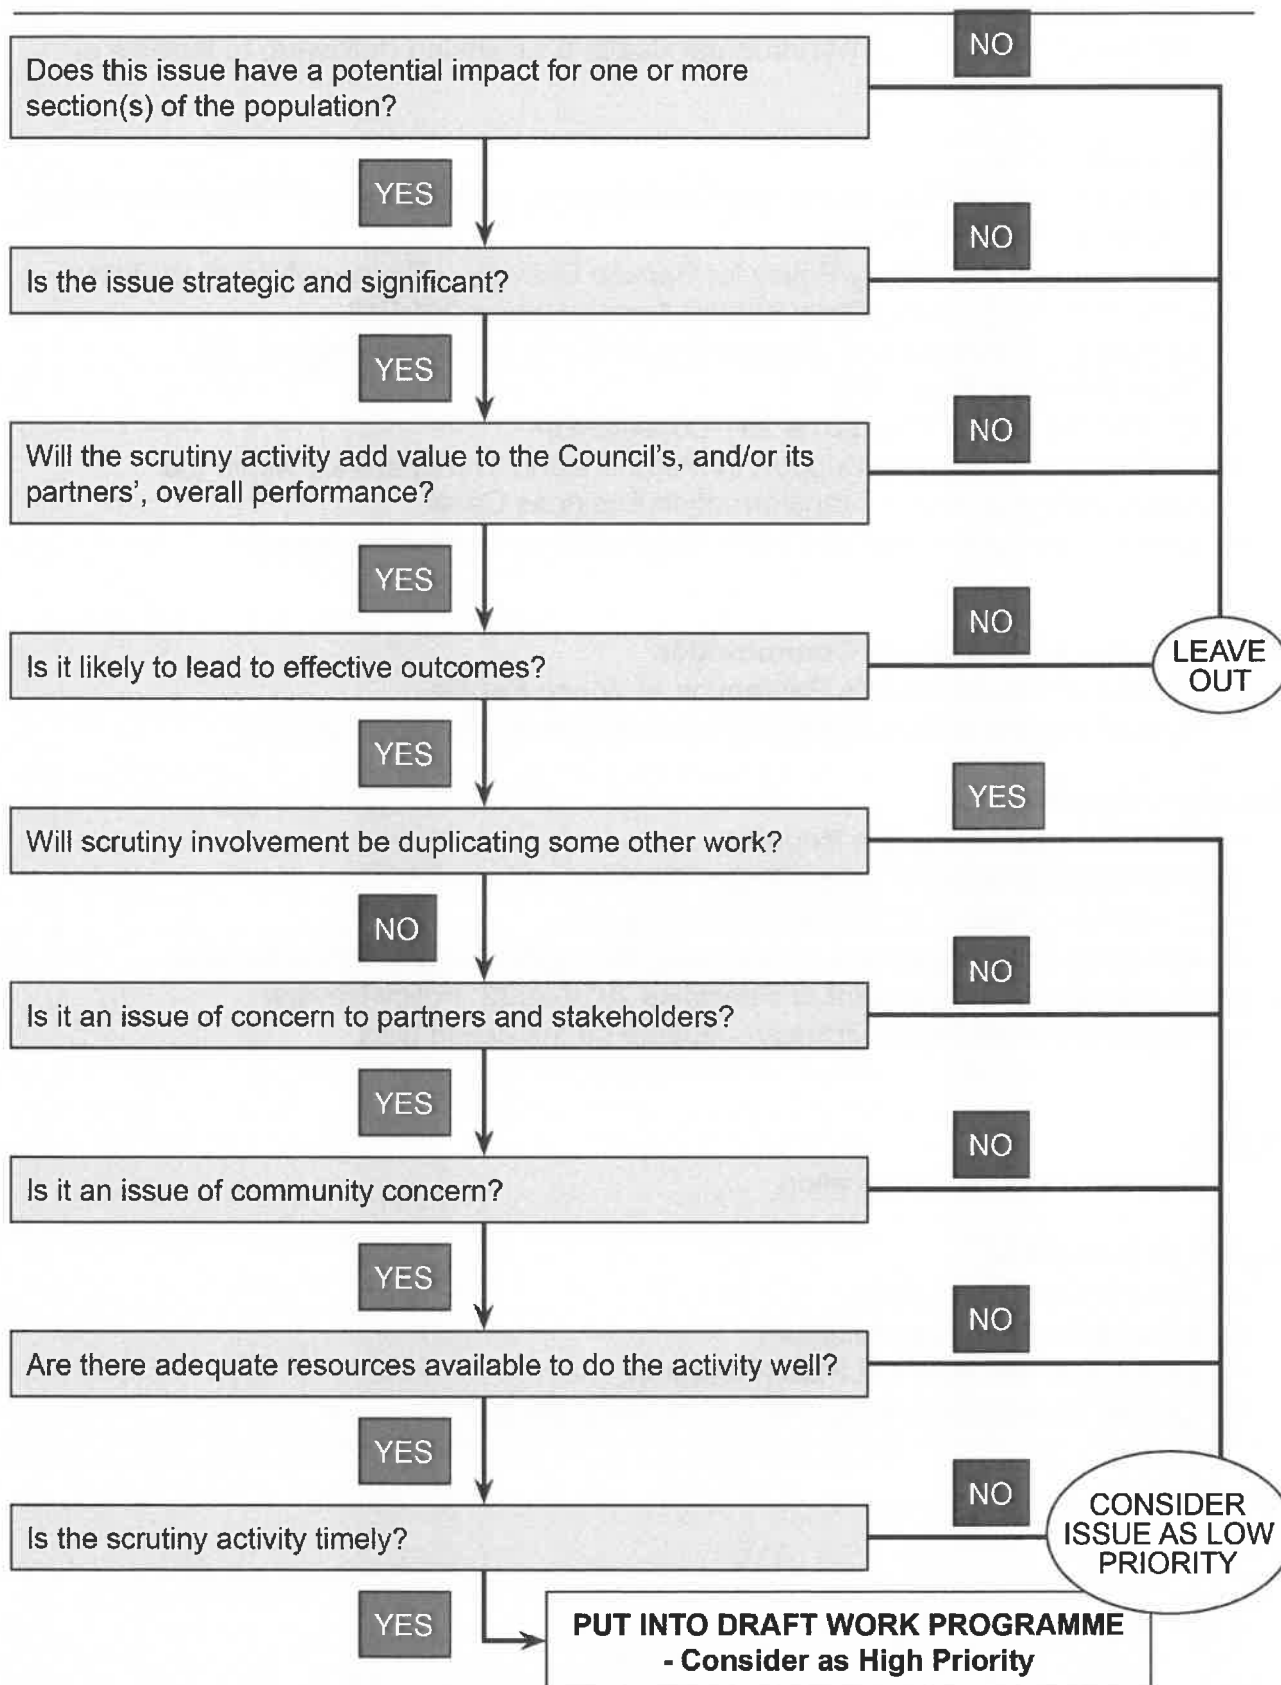 NO
Does this issue have a potential impact for one or more
section(s) of the population?
YES
NO
Is the issue strategic and significant?
YES
NO
Will the scrutiny activity add value to the Council’s, and/or its
partners’, overall performance?
YES
NO
Is it likely to lead to effective outcomes?
LEAVE
OUT
YES
YES
Will scrutiny involvement be duplicating some other work?
NO
NO
Is it an issue of concern to partners and stakeholders?
YES
NO
Is it an issue of community concern?
YES
NO
Are there adequate resources available to do the activity well?
YES
NO
Is the scrutiny activity timely?
CONSIDER
ISSUE AS LOW
PRIORITY
YES
PUT INTO DRAFT WORK PROGRAMME
- Consider as High Priority